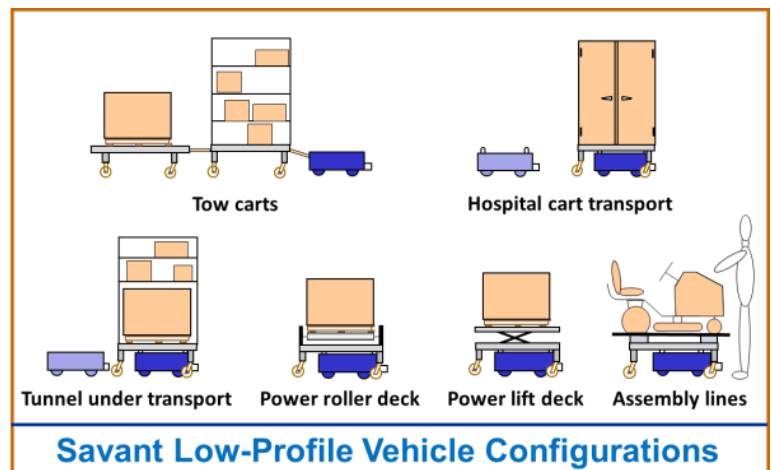 Tow carts
Hospital cart transport
Tunnel under transport
Power roller deck
Power lift deck
Assembly lines
Savant Low-Profile Vehicle Configurations